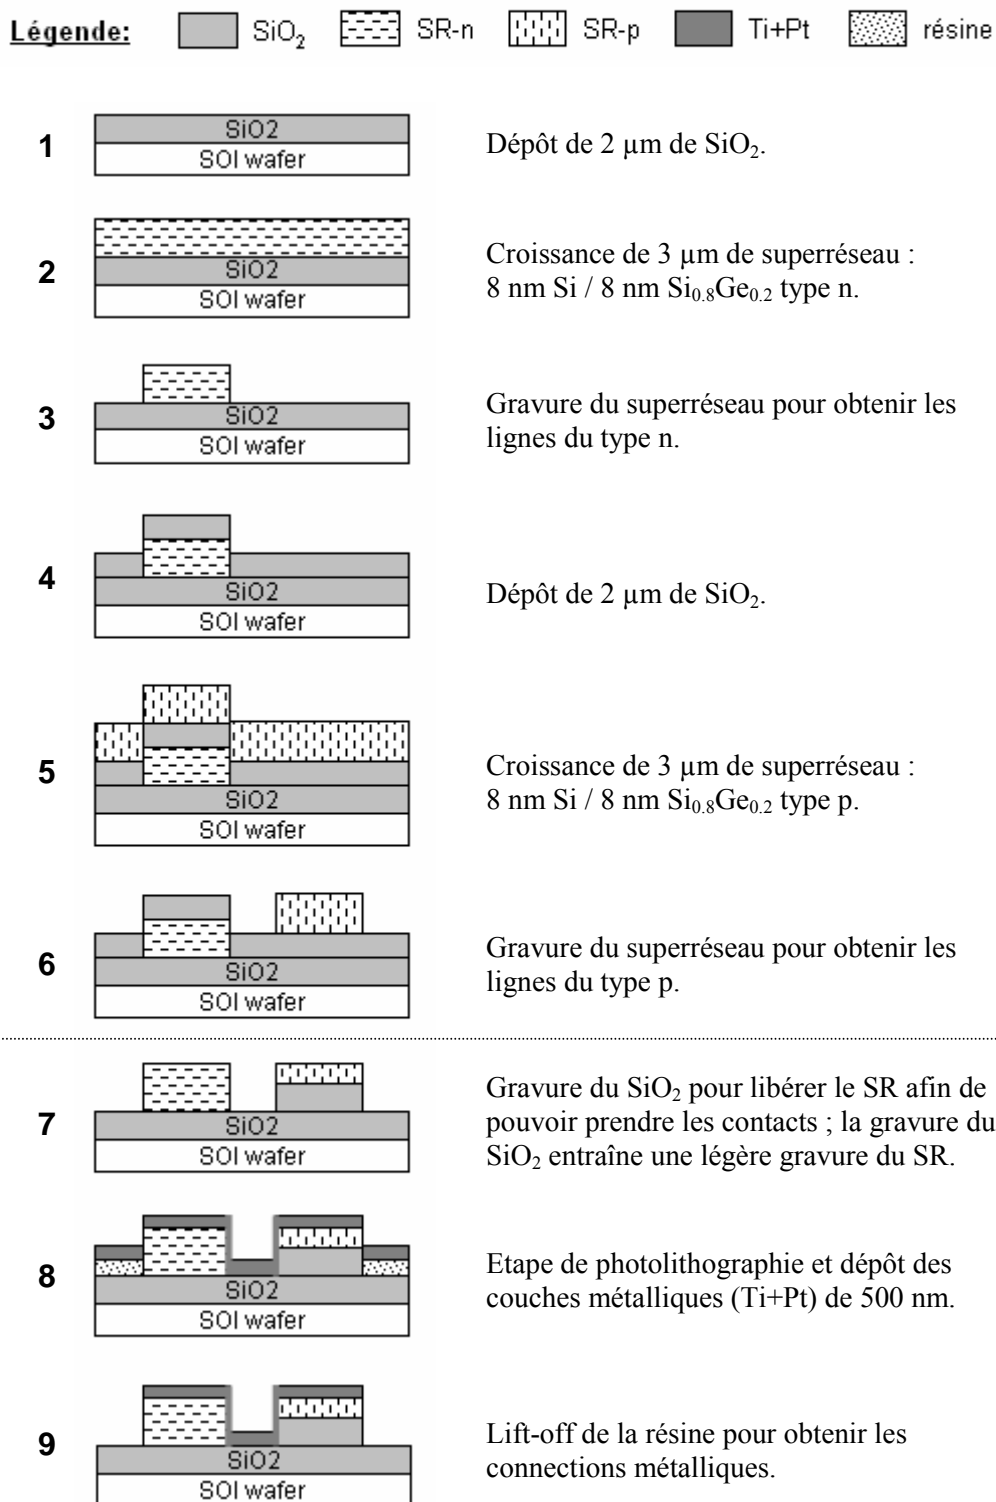 Légende: SiO2 SR-n SR-p Ti+Pt résine
1
SiO2
SOI wafer
Dépôt de 2 µm de SiO2.
2
SiO2
SOI wafer
Croissance de 3 µm de superréseau :
8 nm Si / 8 nm Si0.8Ge0.2 type n.
3
SiO2
SOI wafer
Gravure du superréseau pour obtenir les
lignes du type n.
4
SiO2
SOI wafer
Dépôt de 2 µm de SiO2.
5
SiO2
SOI wafer
Croissance de 3 µm de superréseau :
8 nm Si / 8 nm Si0.8Ge0.2 type p.
6
SiO2
SOI wafer
Gravure du superréseau pour obtenir les
lignes du type p.
7
SiO2
SOI wafer
Gravure du SiO2 pour libérer le SR afin de
pouvoir prendre les contacts ; la gravure du
SiO2 entraîne une légère gravure du SR.
8
SiO2
SOI wafer
Etape de photolithographie et dépôt des
couches métalliques (Ti+Pt) de 500 nm.
9
SiO2
SOI wafer
Lift-off de la résine pour obtenir les
connections métalliques.